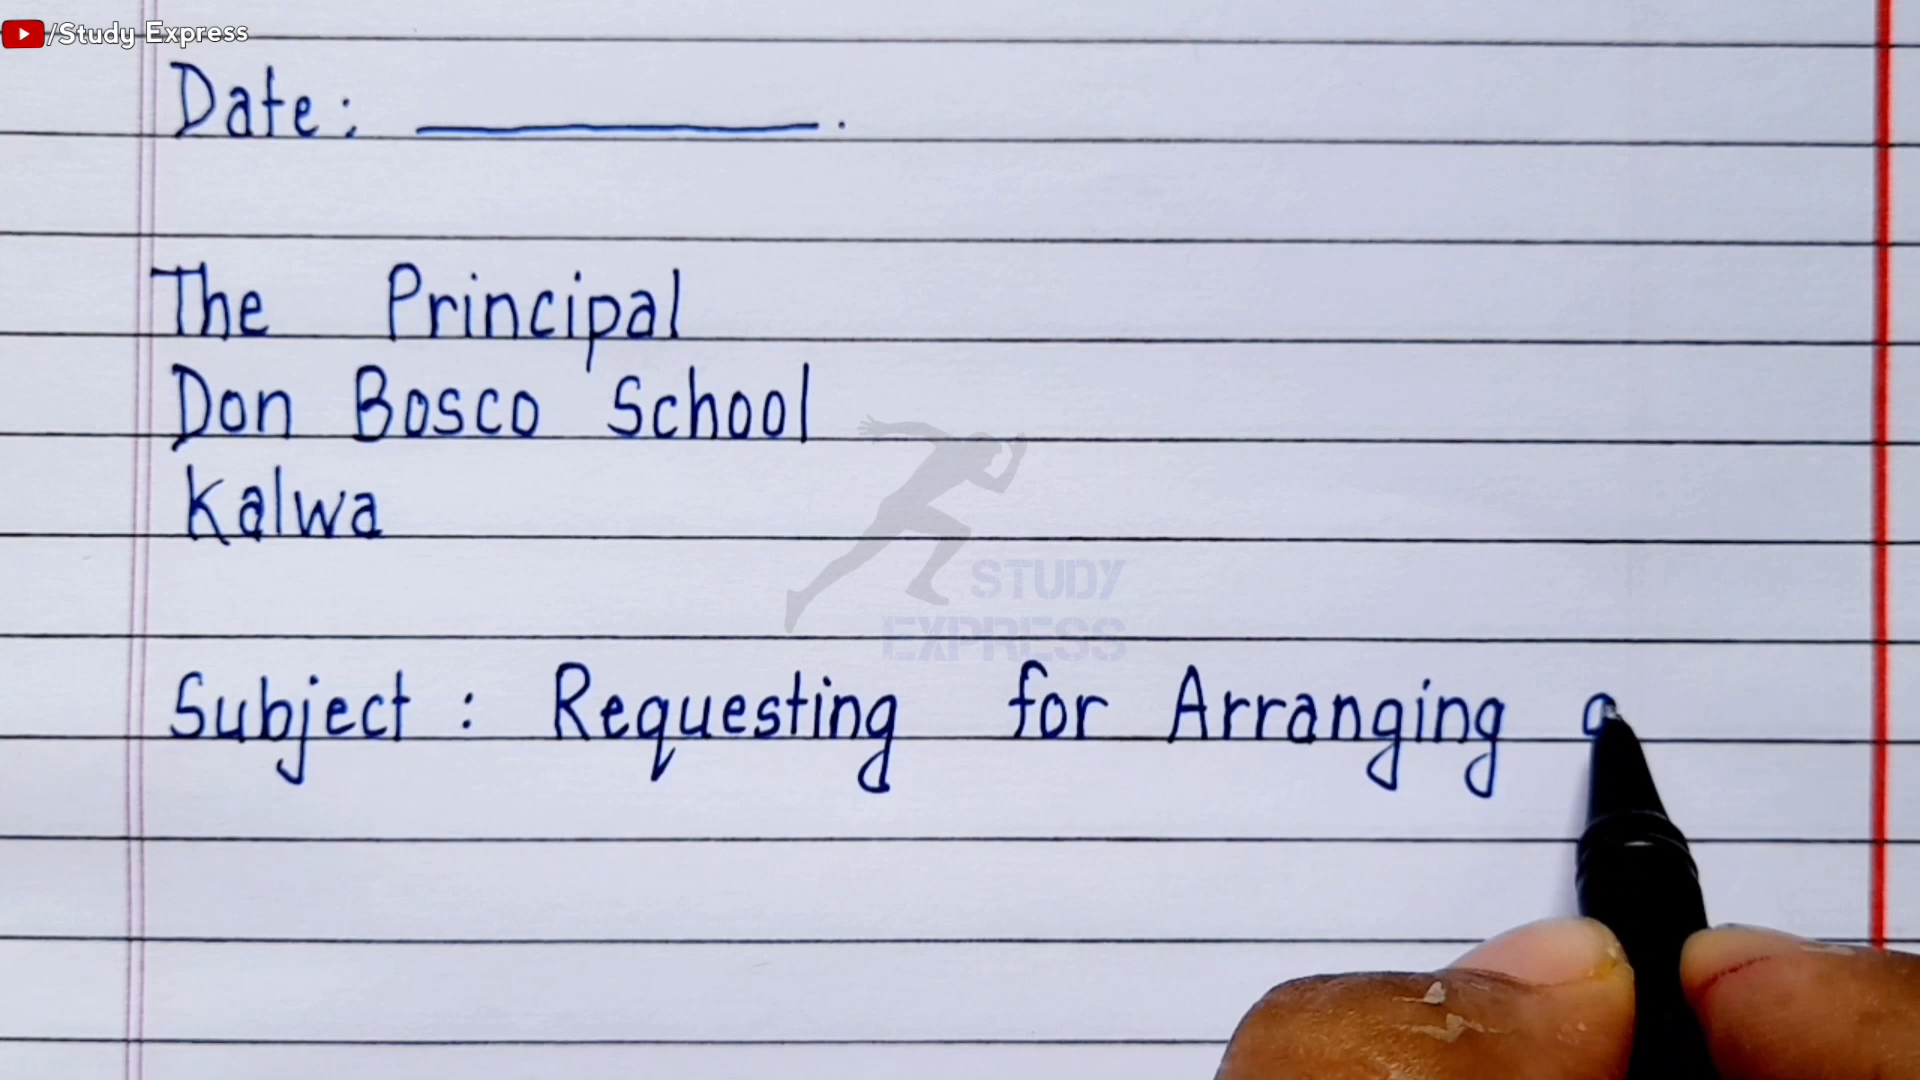 /Study Express
Date: ________.
The Principal
Don Bosco School
Kalwa
STUDY
EXPRESS
Subject : Requesting for Arranging a